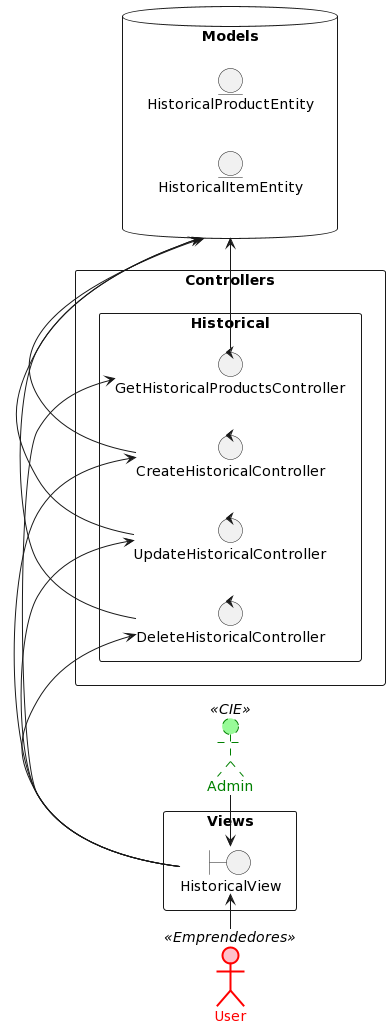 Models
HistoricalProductEntity
HistoricalItemEntity
Controllers
Historical
GetHistoricalProductsController
CreateHistoricalController
UpdateHistoricalController
DeleteHistoricalController
«CIE»
Admin
Views
HistoricalView
«Emprendedores»
User